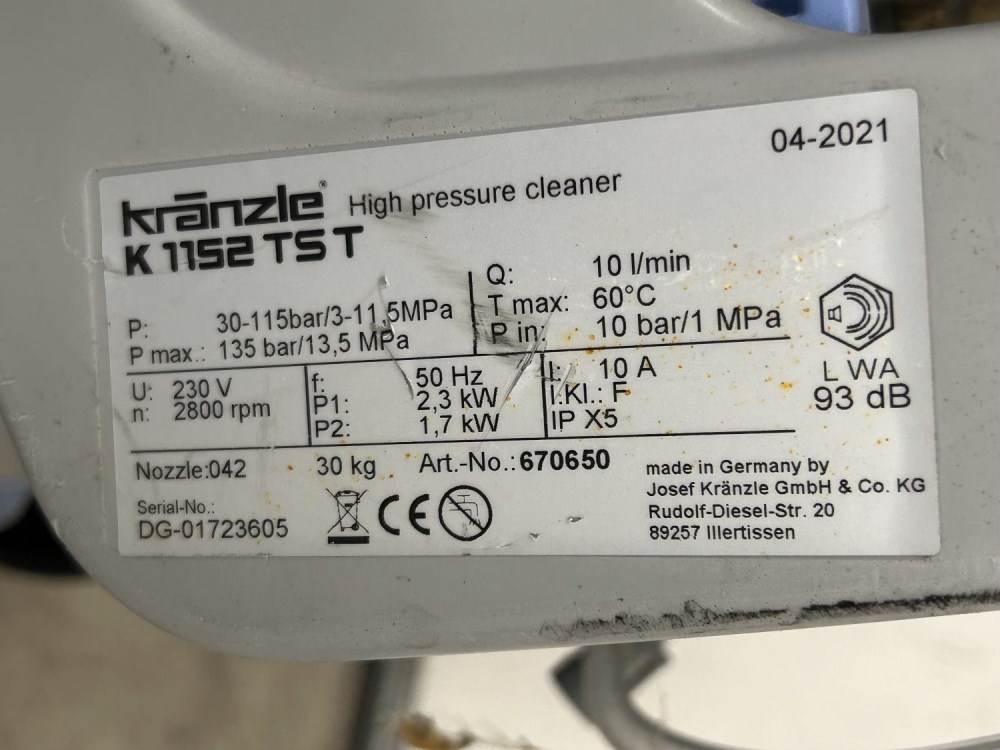 04-2021
kränzle® High pressure cleaner
K 1152 TS T
P: 30-115bar/3-11,5MPa
P max.: 135 bar/13,5 MPa
Q: 10 l/min
T max: 60°C
P in: 10 bar/1 MPa
U: 230 V
n: 2800 rpm
f: 50 Hz
P1: 2,3 kW
P2: 1,7 kW
I: 10 A
I.Kl.: F
IP X5
L WA
93 dB
Nozzle:042 30 kg Art.-No.:670650
Serial-No.:
DG-01723605
CE
made in Germany by
Josef Kränzle GmbH & Co. KG
Rudolf-Diesel-Str. 20
89257 Illertissen